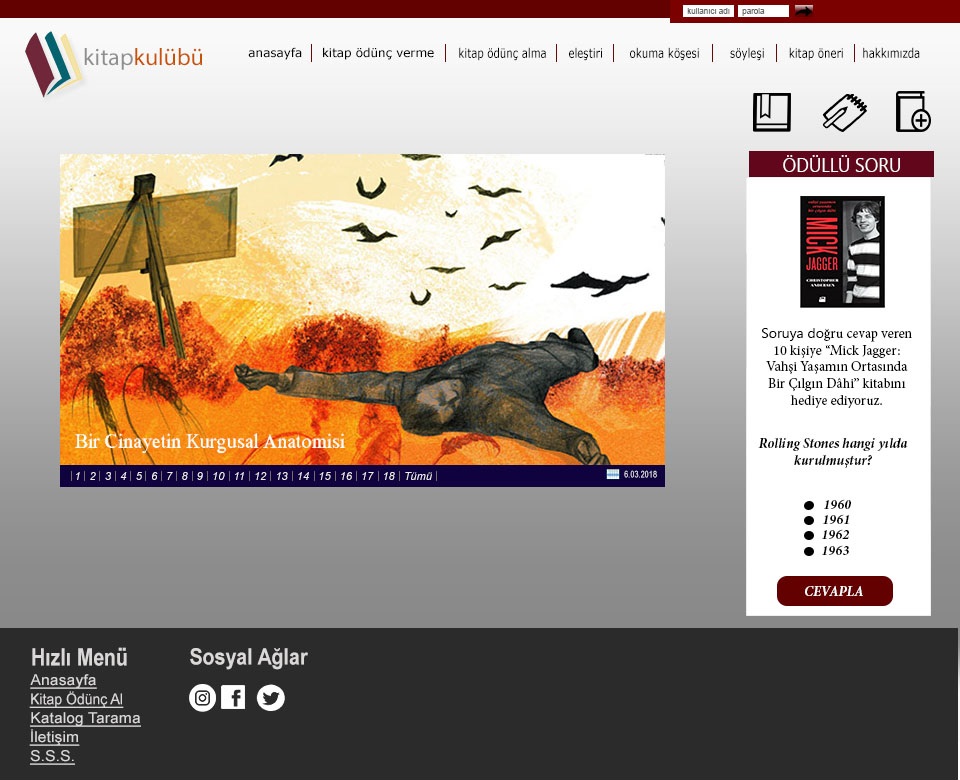 kullanıcı adı parola
kitapkulübü
anasayfa kitap ödünç verme kitap ödünç alma eleştiri okuma köşesi söyleşi kitap öneri hakkımızda
ÖDÜLLÜ SORU
MICK
JAGGER
CHRISTOPHER
ANDERSEN
Soruya doğru cevap veren
10 kişiye “Mick Jagger:
Vahşi Yaşamın Ortasında
Bir Çılgın Dâhi” kitabını
hediye ediyoruz.
Rolling Stones hangi yılda
kurulmuştur?
1960
1961
1962
1963
CEVAPLA
Bir Cinayetin Kurgusal Anatomisi
|1| 2| 3| 4| 5| 6| 7| 8| 9| 10| 11| 12| 13| 14| 15| 16| 17| 18| Tümü| 6.03.2018
Hızlı Menü
Anasayfa
Kitap Ödünç Al
Katalog Tarama
İletişim
S.S.S.
Sosyal Ağlar